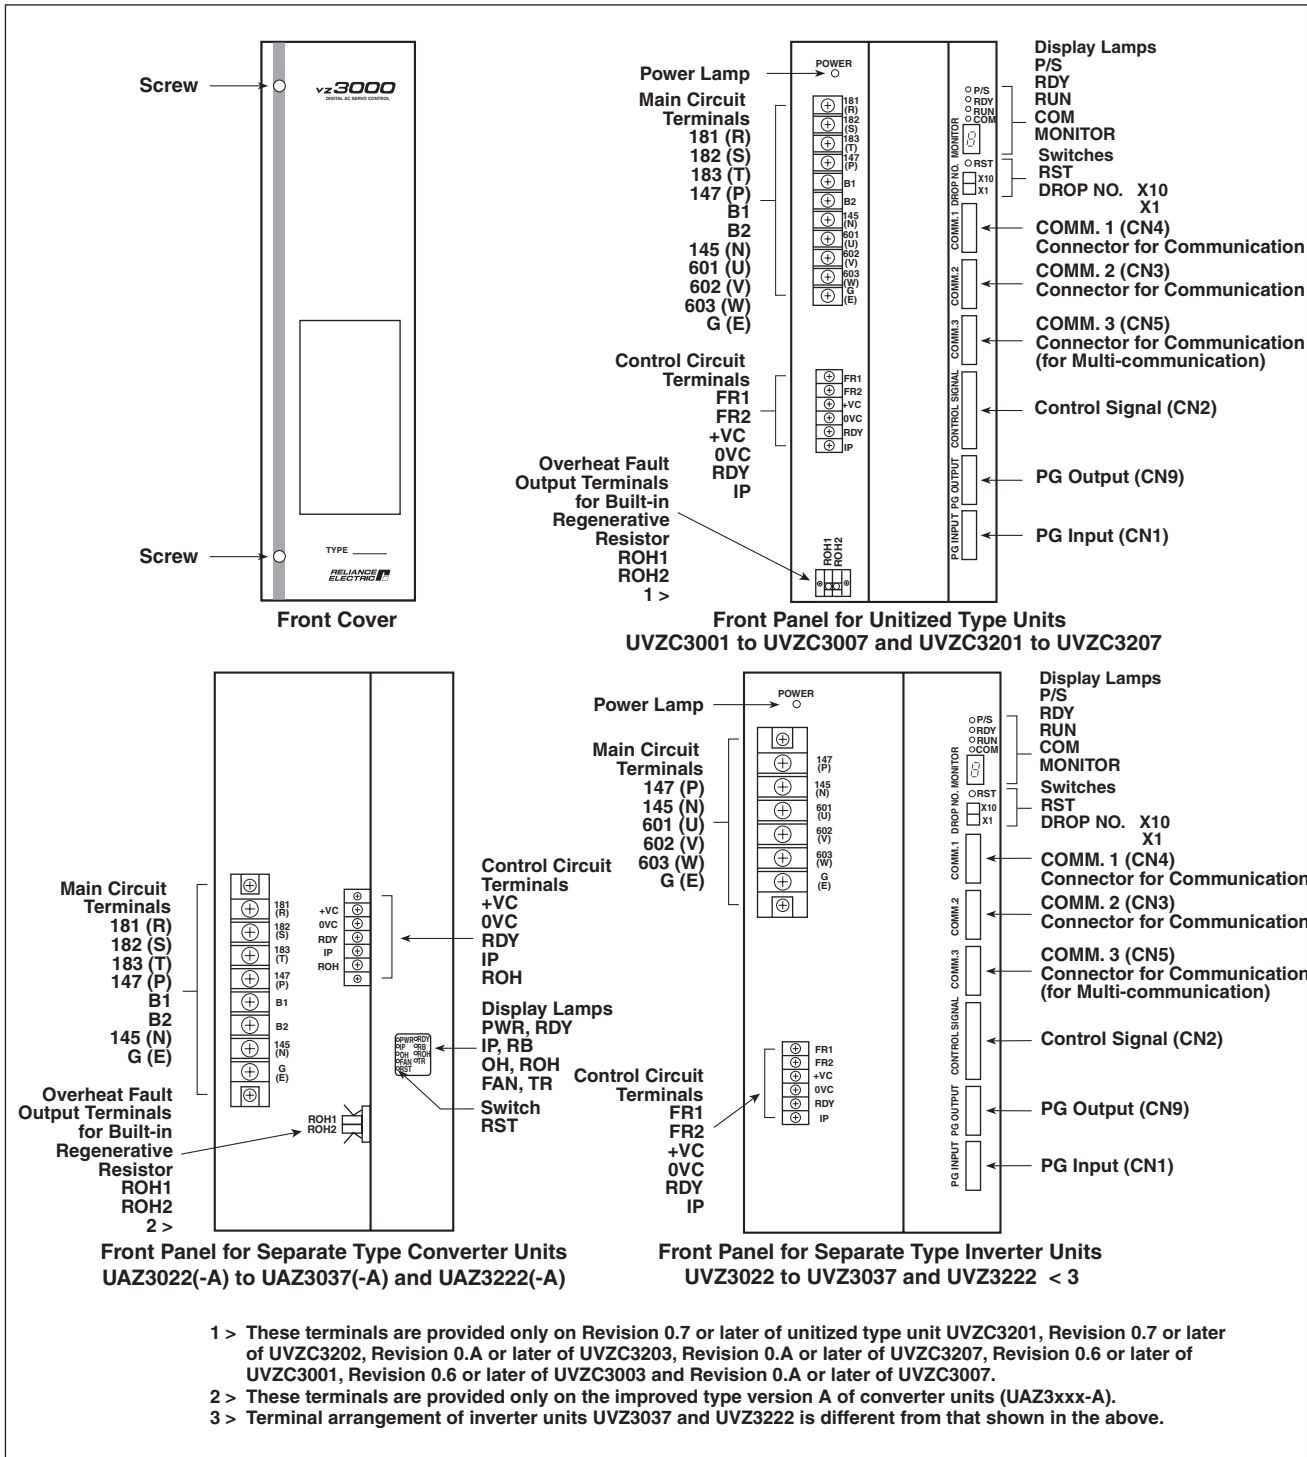 Screw
VZ3000
DIGITAL AC SERVO CONTROL
Screw
TYPE
RELIANCE
ELECTRIC
Front Cover
Power Lamp
Main Circuit
Terminals
181 (R)
182 (S)
183 (T)
147 (P)
B1
B2
145 (N)
601 (U)
602 (V)
603 (W)
G (E)
Control Circuit
Terminals
FR1
FR2
+VC
0VC
RDY
IP
Overheat Fault
Output Terminals
for Built-in
Regenerative
Resistor
ROH1
ROH2
1 >
POWER
181
(R)
182
(S)
183
(T)
147
(P)
B1
B2
145
(N)
601
(U)
602
(V)
603
(W)
G
(E)
FR1
FR2
+VC
0VC
RDY
IP
ROH1
ROH2
P/S
RDY
RUN
COM
MONITOR
RST
DROP NO.
X10
X1
COMM.1
COMM.2
COMM.3
CONTROL SIGNAL
PG OUTPUT
PG INPUT
Display Lamps
P/S
RDY
RUN
COM
MONITOR
Switches
RST
DROP NO. X10
X1
COMM. 1 (CN4)
Connector for Communication
COMM. 2 (CN3)
Connector for Communication
COMM. 3 (CN5)
Connector for Communication
(for Multi-communication)
Control Signal (CN2)
PG Output (CN9)
PG Input (CN1)
Front Panel for Unitized Type Units
UVZC3001 to UVZC3007 and UVZC3201 to UVZC3207
Main Circuit
Terminals
181 (R)
182 (S)
183 (T)
147 (P)
B1
B2
145 (N)
G (E)
Overheat Fault
Output Terminals
for Built-in
Regenerative
Resistor
ROH1
ROH2
2 >
181
(R)
182
(S)
183
(T)
147
(P)
B1
B2
145
(N)
G
(E)
+VC
0VC
RDY
IP
ROH
ROH1
ROH2
PWR RDY
IP RB
OH ROH
FAN TR
RST
Control Circuit
Terminals
+VC
0VC
RDY
IP
ROH
Display Lamps
PWR, RDY
IP, RB
OH, ROH
FAN, TR
Switch
RST
Front Panel for Separate Type Converter Units
UAZ3022(-A) to UAZ3037(-A) and UAZ3222(-A)
Power Lamp
Main Circuit
Terminals
147 (P)
145 (N)
601 (U)
602 (V)
603 (W)
G (E)
Control Circuit
Terminals
FR1
FR2
+VC
0VC
RDY
IP
POWER
147
(P)
145
(N)
601
(U)
602
(V)
603
(W)
G
(E)
FR1
FR2
+VC
0VC
RDY
IP
P/S
RDY
RUN
COM
MONITOR
RST
DROP NO.
X10
X1
COMM.1
COMM.2
COMM.3
CONTROL SIGNAL
PG OUTPUT
PG INPUT
Display Lamps
P/S
RDY
RUN
COM
MONITOR
Switches
RST
DROP NO. X10
X1
COMM. 1 (CN4)
Connector for Communication
COMM. 2 (CN3)
Connector for Communication
COMM. 3 (CN5)
Connector for Communication
(for Multi-communication)
Control Signal (CN2)
PG Output (CN9)
PG Input (CN1)
Front Panel for Separate Type Inverter Units
UVZ3022 to UVZ3037 and UVZ3222 < 3
1 > These terminals are provided only on Revision 0.7 or later of unitized type unit UVZC3201, Revision 0.7 or later
of UVZC3202, Revision 0.A or later of UVZC3203, Revision 0.A or later of UVZC3207, Revision 0.6 or later of
UVZC3001, Revision 0.6 or later of UVZC3003 and Revision 0.A or later of UVZC3007.
2 > These terminals are provided only on the improved type version A of converter units (UAZ3xxx-A).
3 > Terminal arrangement of inverter units UVZ3037 and UVZ3222 is different from that shown in the above.